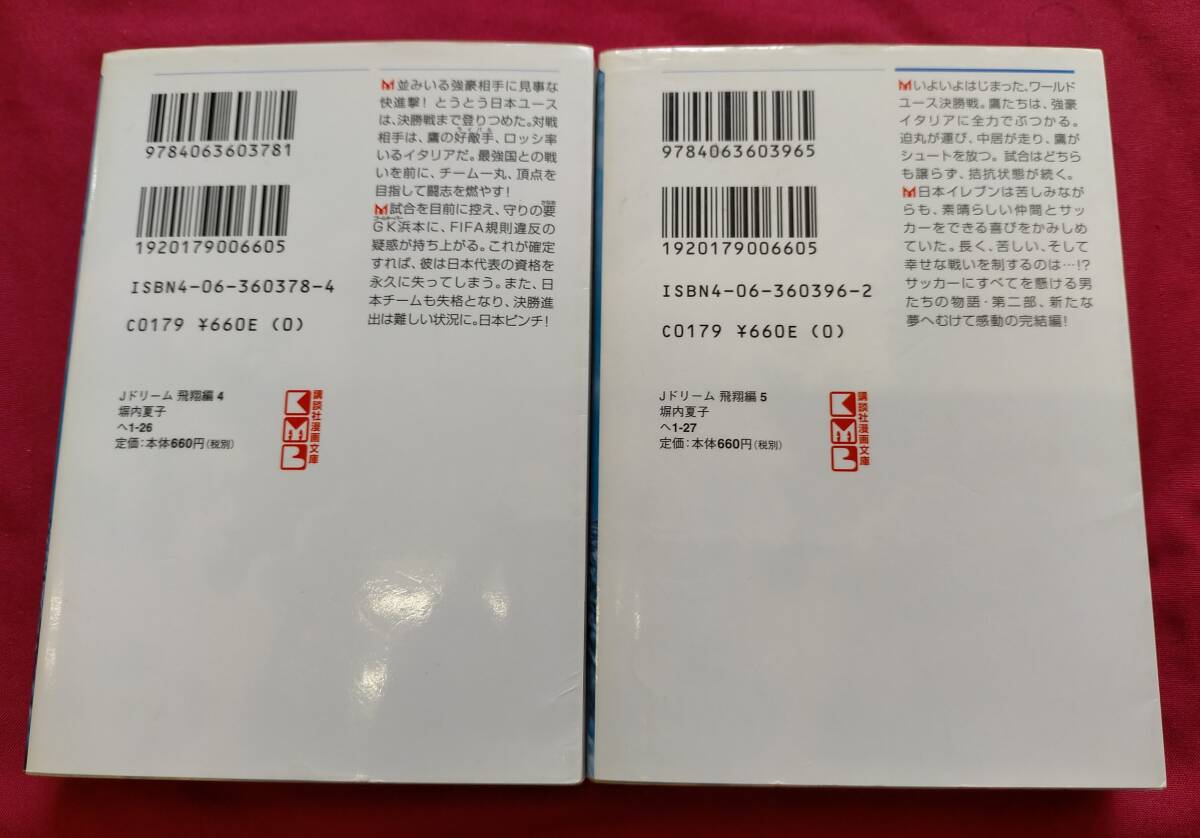 9784063603781
1920179006605
ISBN4-06-360378-4
C0179 ¥660E (0)
並みいる強豪相手に見事な
快進撃! とうとう日本ユース
は、決勝戦まで登りつめた。対戦
相手は、鷹の好敵手、ロッシ率
ライバル
いるイタリアだ。最強国との戦
いを前に、チーム一丸、頂点を
目指して闘志を燃やす!
試合を目前に控え、守りの要
かなめ
GK浜本に、FIFA規則違反の
ゴールキーパー
疑惑が持ち上がる。これが確定
すれば、彼は日本代表の資格を
永久に失ってしまう。また、日
本チームも失格となり、決勝進
出は難しい状況に。日本ピンチ!
Jドリーム 飛翔編 4
塀内夏子
へ1-26
定価:本体660円(税別)
KMB
講談社漫画文庫
9784063603965
1920179006605
ISBN4-06-360396-2
C0179 ¥660E (0)
いよいよはじまった、ワールド
ユース決勝戦。鷹たちは、強豪
イタリアに全力でぶつかる。
迫丸が運び、中居が走り、鷹が
シュートを放つ。試合はどちら
も譲らず、拮抗状態が続く。
日本イレブンは苦しみなが
らも、素晴らしい仲間とサッ
カーをできる喜びをかみしめ
ていた。長く、苦しい、そして
幸せな戦いを制するのは…!?
サッカーにすべてを懸ける男
たちの物語・第二部、新たな
夢へむけて感動の完結編!
Jドリーム 飛翔編 5
塀内夏子
へ1-27
定価:本体660円(税別)
KMB
講談社漫画文庫